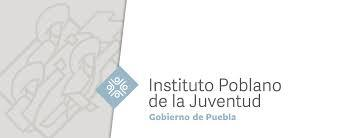 Instituto Poblano
de la Juventud
Gobierno de Puebla